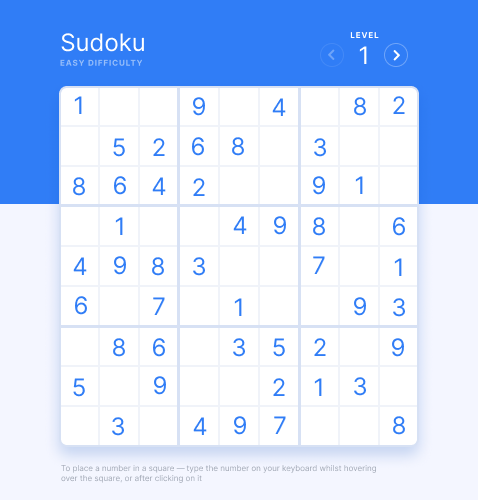 Sudoku
EASY DIFFICULTY
LEVEL
1
1 9 4 8 2
5 2 6 8 3
8 6 4 2 9 1
1 4 9 8 6
4 9 8 3 7 1
6 7 1 9 3
8 6 3 5 2 9
5 9 2 1 3
3 4 9 7 8
To place a number in a square — type the number on your keyboard whilst hovering
over the square, or after clicking on it